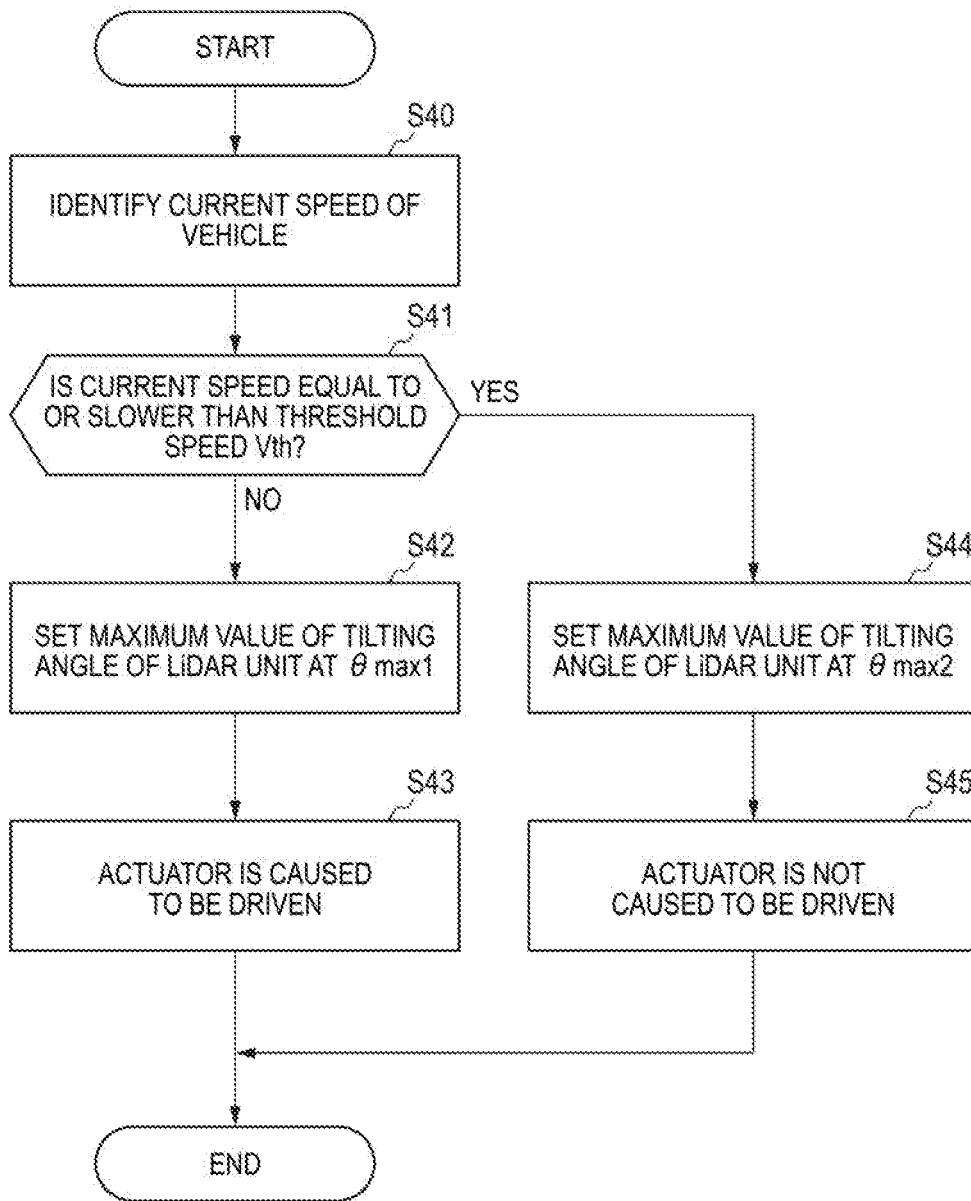 START
S40
IDENTIFY CURRENT SPEED OF
VEHICLE
S41
IS CURRENT SPEED EQUAL TO
OR SLOWER THAN THRESHOLD
SPEED Vth?
YES
NO
S42
SET MAXIMUM VALUE OF TILTING
ANGLE OF LiDAR UNIT AT θ max1
S44
SET MAXIMUM VALUE OF TILTING
ANGLE OF LiDAR UNIT AT θ max2
S43
ACTUATOR IS CAUSED
TO BE DRIVEN
S45
ACTUATOR IS NOT
CAUSED TO BE DRIVEN
END